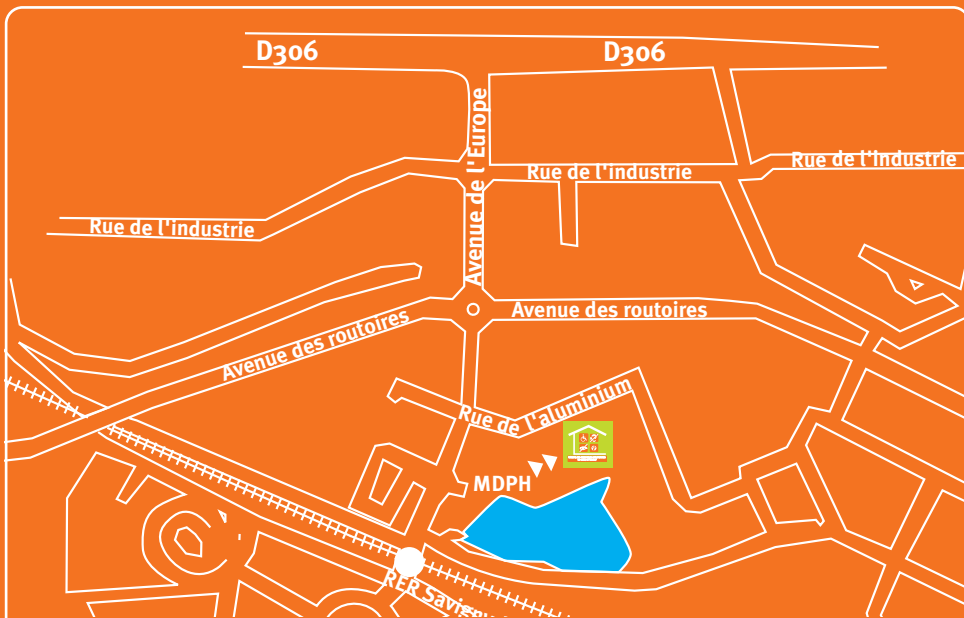 D306
D306
Avenue de l'Europe
Rue de l'industrie
Rue de l'industrie
Rue de l'industrie
Avenue des routoires
Avenue des routoires
Rue de l'aluminium
MDPH
RER